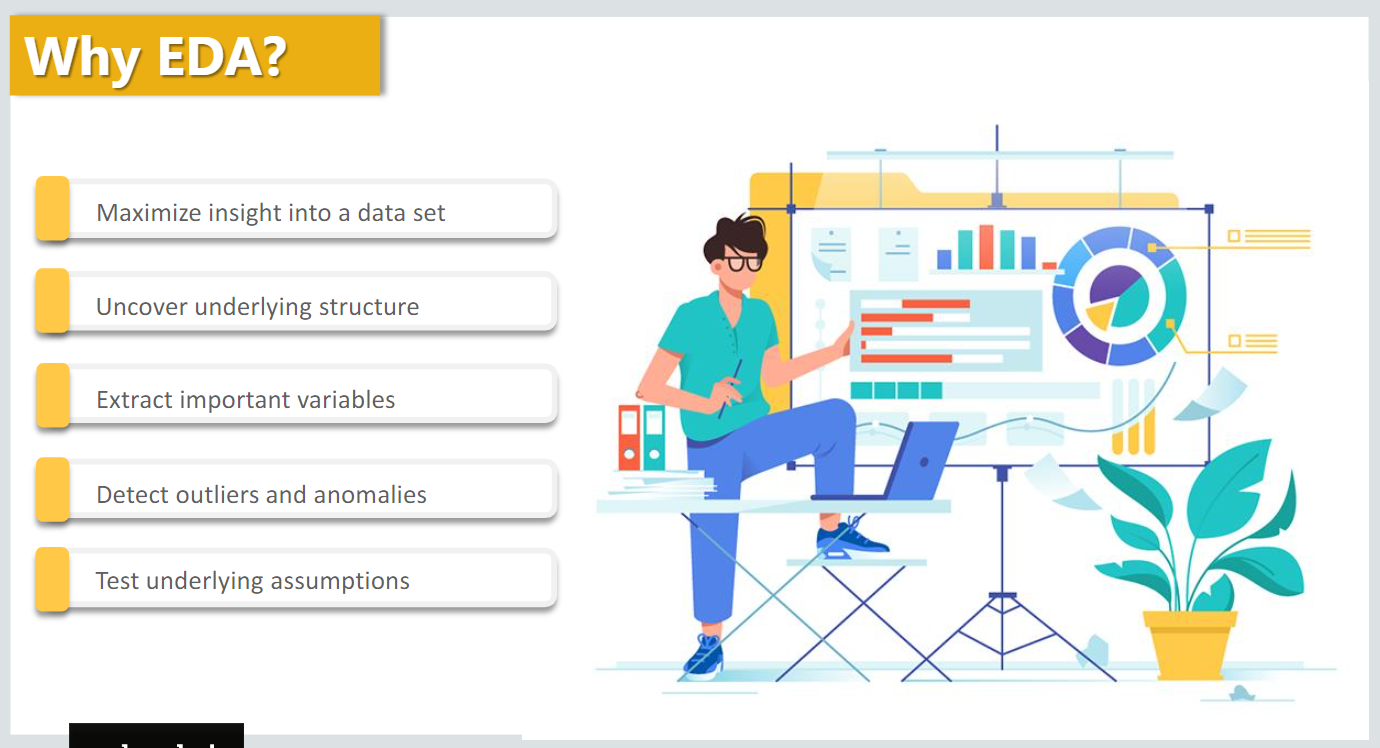 Why EDA?
Maximize insight into a data set
Uncover underlying structure
Extract important variables
Detect outliers and anomalies
Test underlying assumptions